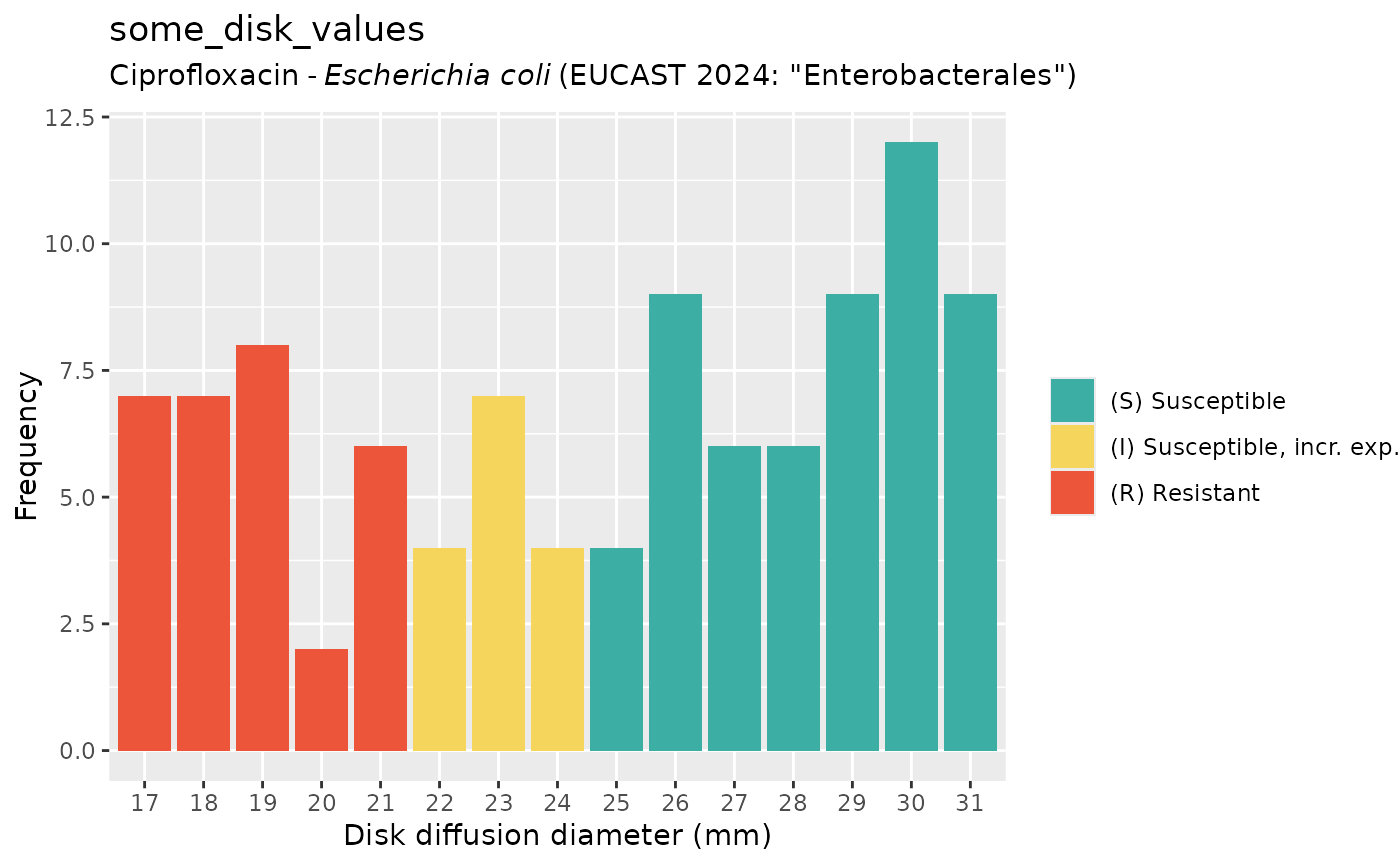 some_disk_values
Ciprofloxacin - Escherichia coli (EUCAST 2024: "Enterobacterales")
12.5
10.0
7.5
5.0
2.5
0.0
Frequency
17 18 19 20 21 22 23 24 25 26 27 28 29 30 31
Disk diffusion diameter (mm)
(S) Susceptible
(I) Susceptible, incr. exp.
(R) Resistant